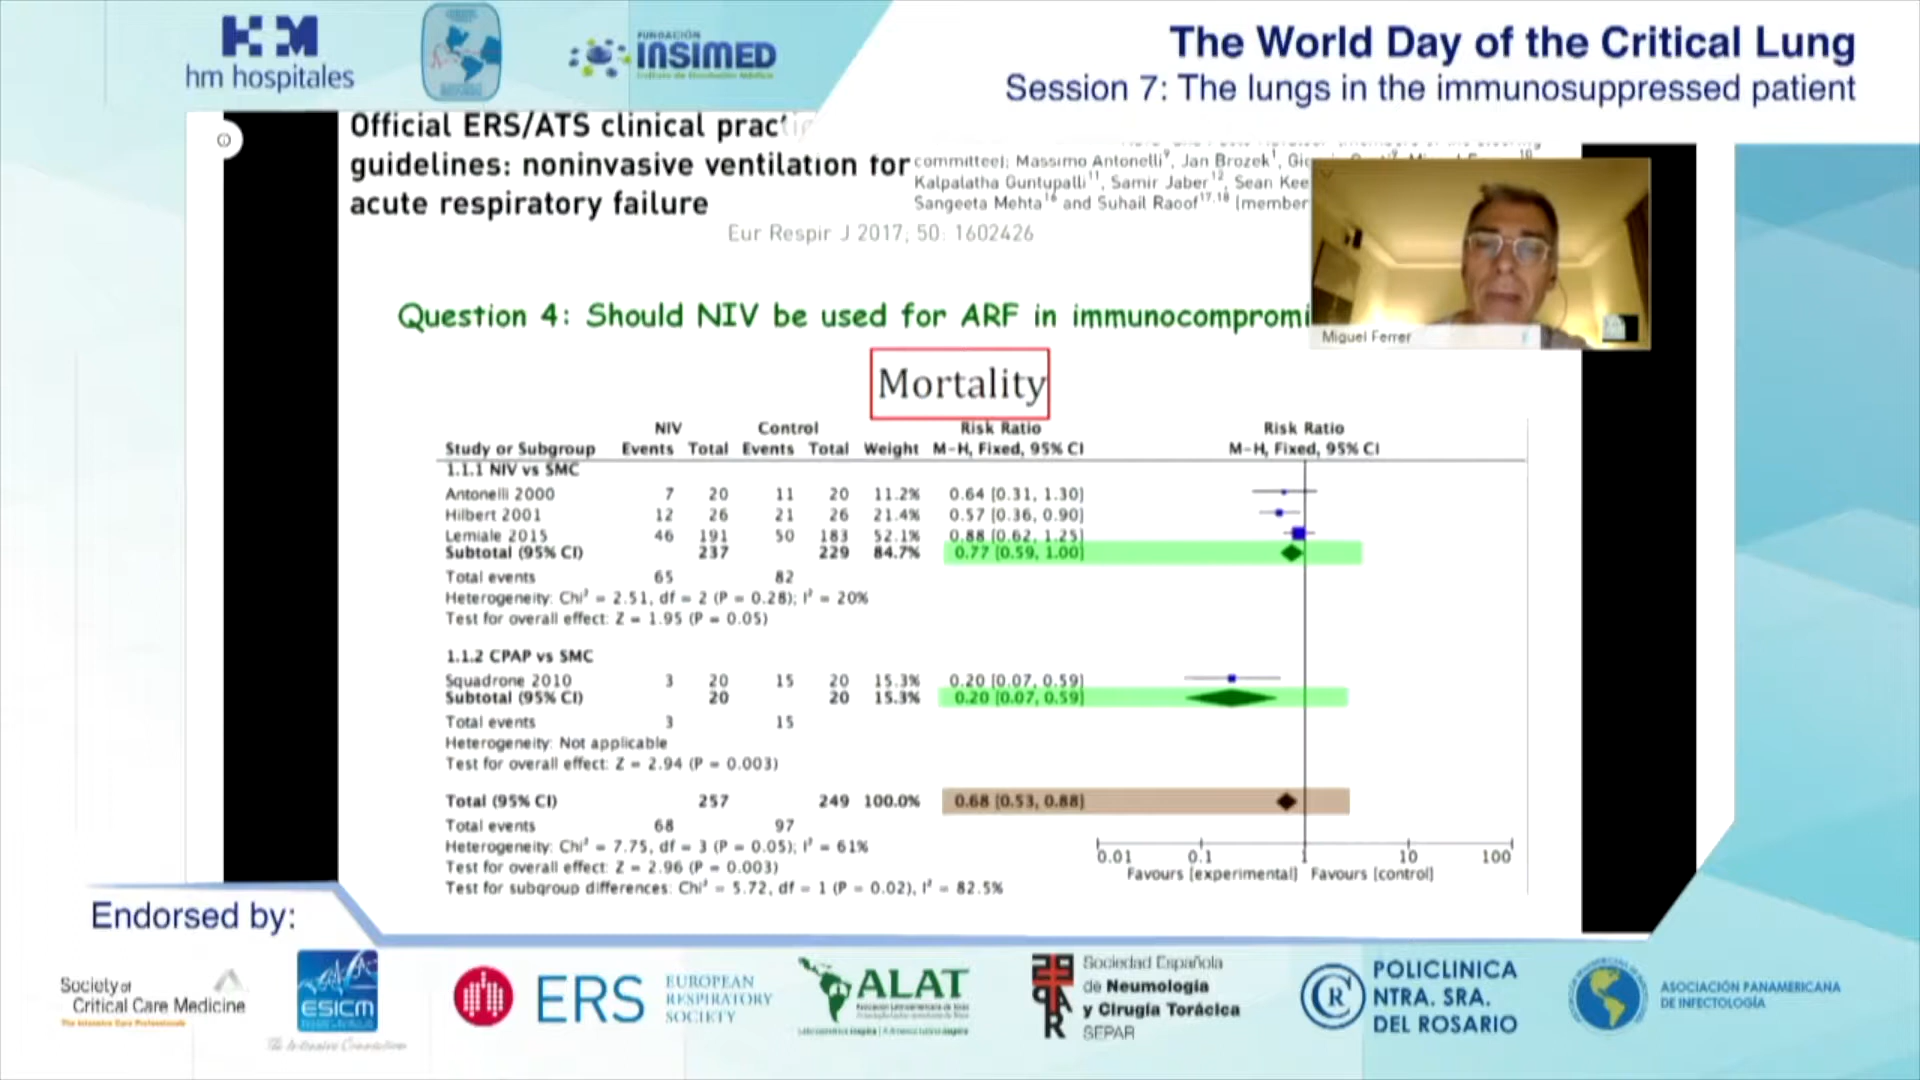 hm hospitales
FUNDACIÓN
INSIMED
The World Day of the Critical Lung
Session 7: The lungs in the immunosuppressed patient
Official ERS/ATS clinical practic
guidelines: noninvasive ventilation for
acute respiratory failure
committee); Massimo Antonelli9, Jan Brozek1,
Kalpalatha Guntupalli11, Samir Jaber12, Sean Kee
Sangeeta Mehta16 and Suhail Raoof17,18 (member
Eur Respir J 2017; 50: 1602426
Question 4: Should NIV be used for ARF in immunocompromi
Miguel Ferrer
Mortality
NIV Control Risk Ratio Risk Ratio
Study or Subgroup Events Total Events Total Weight M-H, Fixed, 95% CI M-H, Fixed, 95% CI
1.1.1 NIV vs SMC
Antonelli 2000 7 20 11 20 11.2% 0.64 [0.31, 1.30]
Hilbert 2001 12 26 21 26 21.4% 0.57 [0.36, 0.90]
Lemiale 2015 46 191 50 183 52.1% 0.88 [0.62, 1.25]
Subtotal (95% CI) 237 229 84.7% 0.77 [0.59, 1.00]
Total events 65 82
Heterogeneity: Chi² = 2.51, df = 2 (P = 0.28); I² = 20%
Test for overall effect: Z = 1.95 (P = 0.05)
1.1.2 CPAP vs SMC
Squadrone 2010 3 20 15 20 15.3% 0.20 [0.07, 0.59]
Subtotal (95% CI) 20 20 15.3% 0.20 [0.07, 0.59]
Total events 3 15
Heterogeneity: Not applicable
Test for overall effect: Z = 2.94 (P = 0.003)
Total (95% CI) 257 249 100.0% 0.68 [0.53, 0.88]
Total events 68 97
Heterogeneity: Chi² = 7.75, df = 3 (P = 0.05); I² = 61%
Test for overall effect: Z = 2.96 (P = 0.003)
Test for subgroup differences: Chi² = 5.72, df = 1 (P = 0.02), I² = 82.5%
0.01 0.1 1 10 100
Favours [experimental] Favours [control]
Endorsed by:
Society of
Critical Care Medicine
The Intensive Care Professionals
ESICM
ERS
EUROPEAN
RESPIRATORY
SOCIETY
ALAT
Sociedad Española
de Neumología
y Cirugía Torácica
SEPAR
POLICLINICA
NTRA. SRA.
DEL ROSARIO
ASOCIACIÓN PANAMERICANA
DE INFECTOLOGÍA